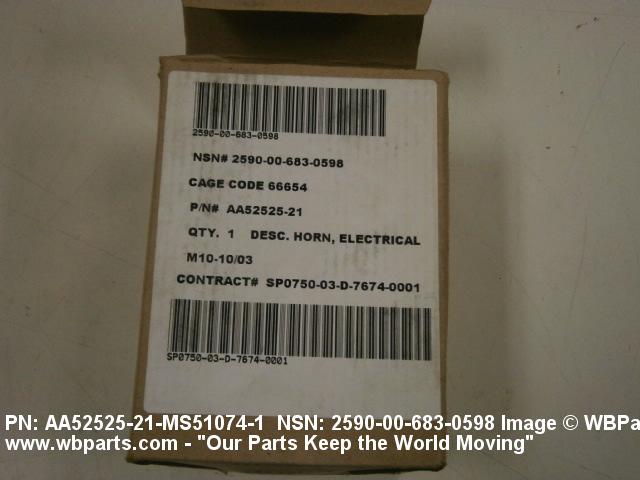 2590-00-683-0598
NSN# 2590-00-683-0598
CAGE CODE 66654
P/N# AA52525-21
QTY. 1 DESC. HORN, ELECTRICAL
M10-10/03
CONTRACT# SP0750-03-D-7674-0001
SP0750-03-D-7674-0001
PN: AA52525-21-MS51074-1 NSN: 2590-00-683-0598 Image © WBPa
www.wbparts.com - "Our Parts Keep the World Moving"